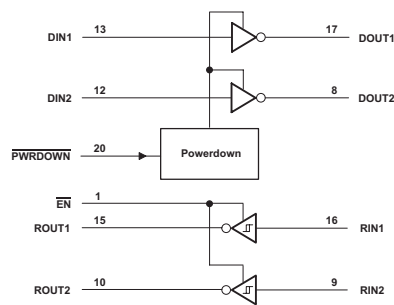 DIN1 13 17 DOUT1
DIN2 12 8 DOUT2
PWRDOWN 20 Powerdown
EN 1
ROUT1 15 16 RIN1
ROUT2 10 9 RIN2